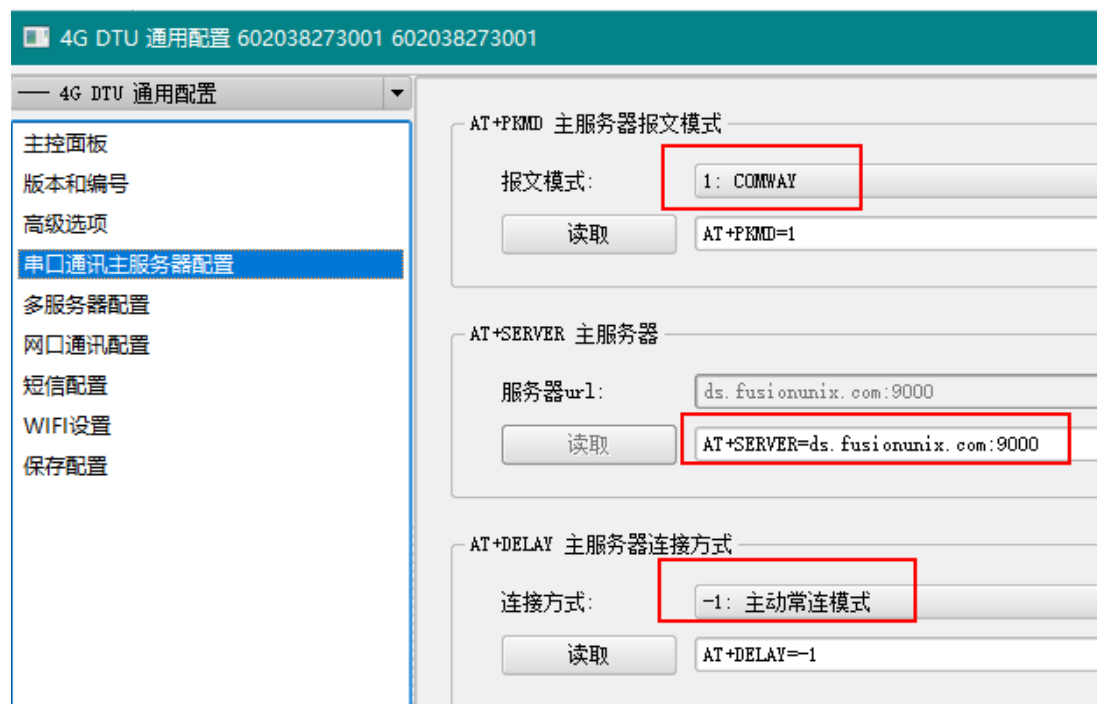 4G DTU 通用配置 602038273001 602038273001
── 4G DTU 通用配置
主控面板
版本和编号
高级选项
串口通讯主服务器配置
多服务器配置
网口通讯配置
短信配置
WIFI设置
保存配置
AT+PKMD 主服务器报文模式
报文模式:
1: COMWAY
读取
AT+PKMD=1
AT+SERVER 主服务器
服务器url:
ds.fusionunix.com:9000
读取
AT+SERVER=ds.fusionunix.com:9000
AT+DELAY 主服务器连接方式
连接方式:
-1: 主动常连模式
读取
AT+DELAY=-1